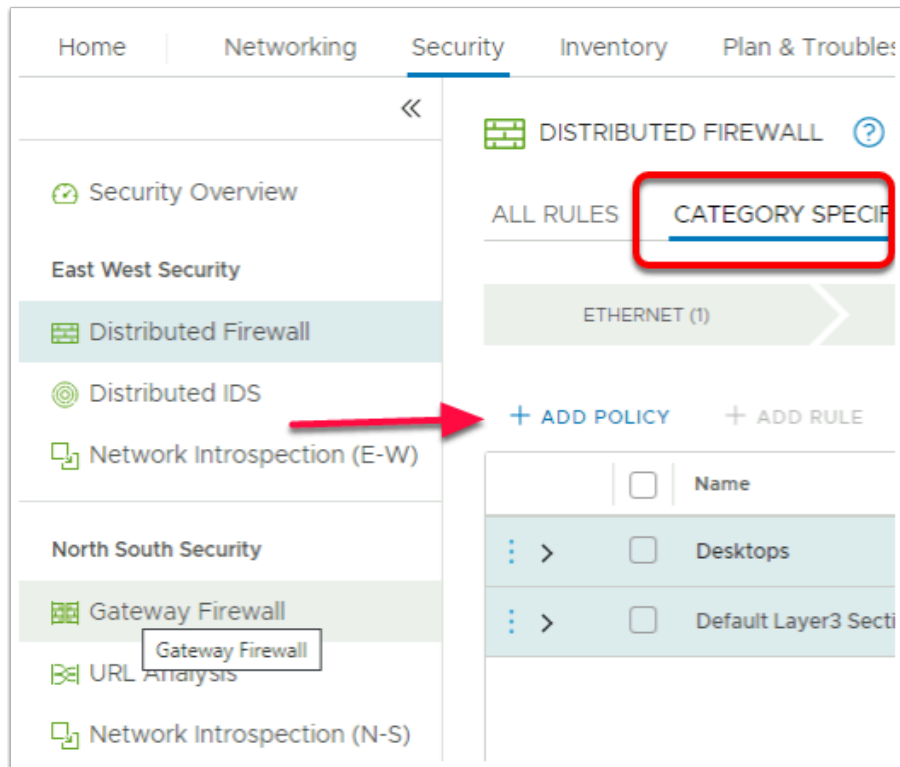 Home Networking Security Inventory Plan & Troubles
«
DISTRIBUTED FIREWALL ?
Security Overview
ALL RULES CATEGORY SPECIF
East West Security
Distributed Firewall
ETHERNET (1)
Distributed IDS
+ ADD POLICY + ADD RULE
Network Introspection (E-W)
Name
North South Security
Desktops
Gateway Firewall
Default Layer3 Secti
Gateway Firewall
URL Analysis
Network Introspection (N-S)